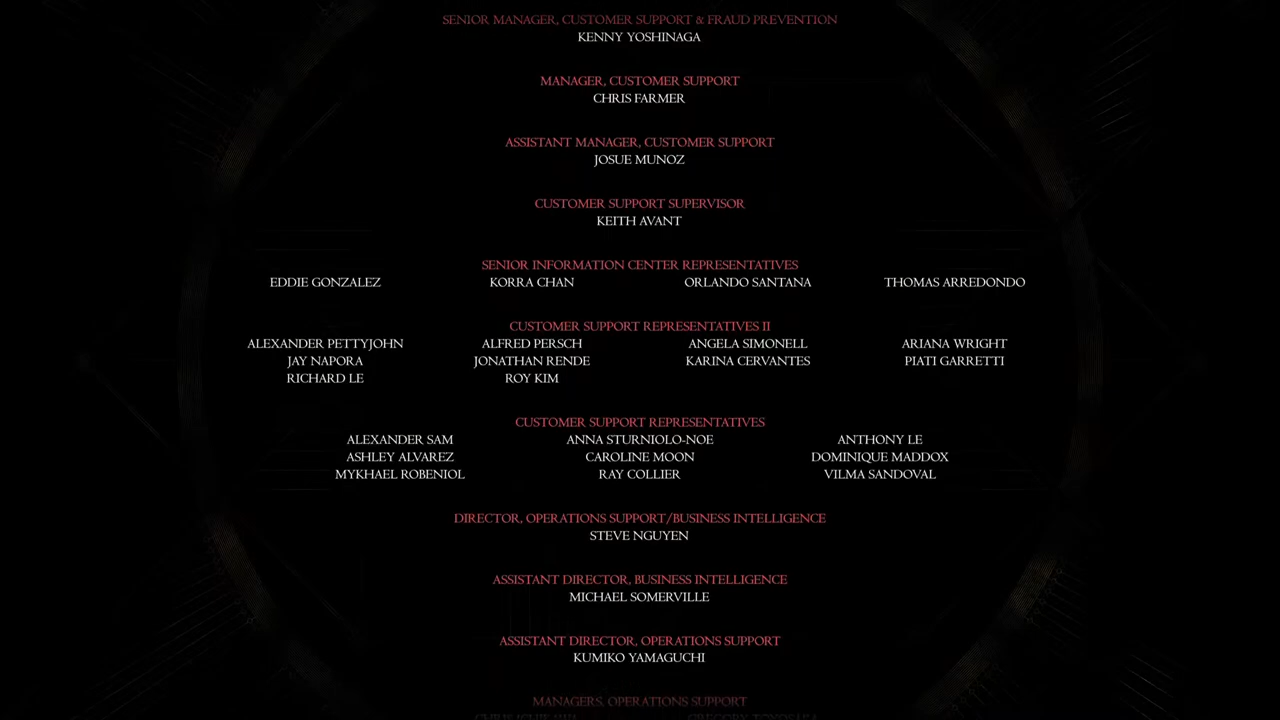 SENIOR MANAGER, CUSTOMER SUPPORT & FRAUD PREVENTION
KENNY YOSHINAGA
MANAGER, CUSTOMER SUPPORT
CHRIS FARMER
ASSISTANT MANAGER, CUSTOMER SUPPORT
JOSUE MUNOZ
CUSTOMER SUPPORT SUPERVISOR
KEITH AVANT
SENIOR INFORMATION CENTER REPRESENTATIVES
EDDIE GONZALEZ KORRA CHAN ORLANDO SANTANA THOMAS ARREDONDO
CUSTOMER SUPPORT REPRESENTATIVES II
ALEXANDER PETTYJOHN ALFRED PERSCH ANGELA SIMONELL ARIANA WRIGHT
JAY NAPORA JONATHAN RENDE KARINA CERVANTES PIATI GARRETTI
RICHARD LE ROY KIM
CUSTOMER SUPPORT REPRESENTATIVES
ALEXANDER SAM ANNA STURNIOLO-NOE ANTHONY LE
ASHLEY ALVAREZ CAROLINE MOON DOMINIQUE MADDOX
MYKHAEL ROBENIOL RAY COLLIER VILMA SANDOVAL
DIRECTOR, OPERATIONS SUPPORT/BUSINESS INTELLIGENCE
STEVE NGUYEN
ASSISTANT DIRECTOR, BUSINESS INTELLIGENCE
MICHAEL SOMERVILLE
ASSISTANT DIRECTOR, OPERATIONS SUPPORT
KUMIKO YAMAGUCHI
MANAGERS, OPERATIONS SUPPORT